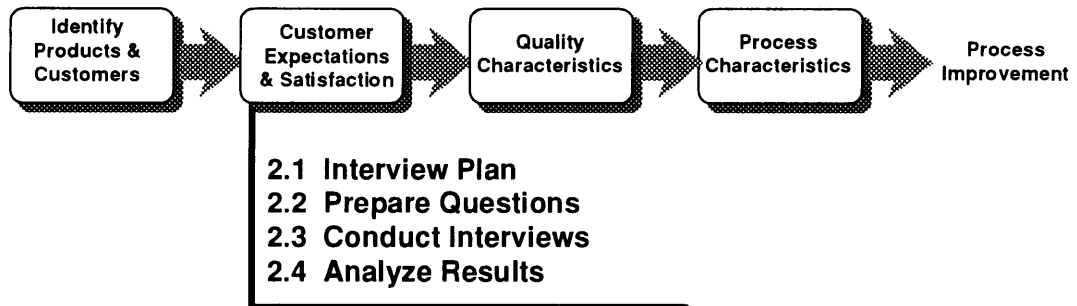 Identify
Products &
Customers
Customer
Expectations
& Satisfaction
Quality
Characteristics
Process
Characteristics
Process
Improvement
2.1 Interview Plan
2.2 Prepare Questions
2.3 Conduct Interviews
2.4 Analyze Results